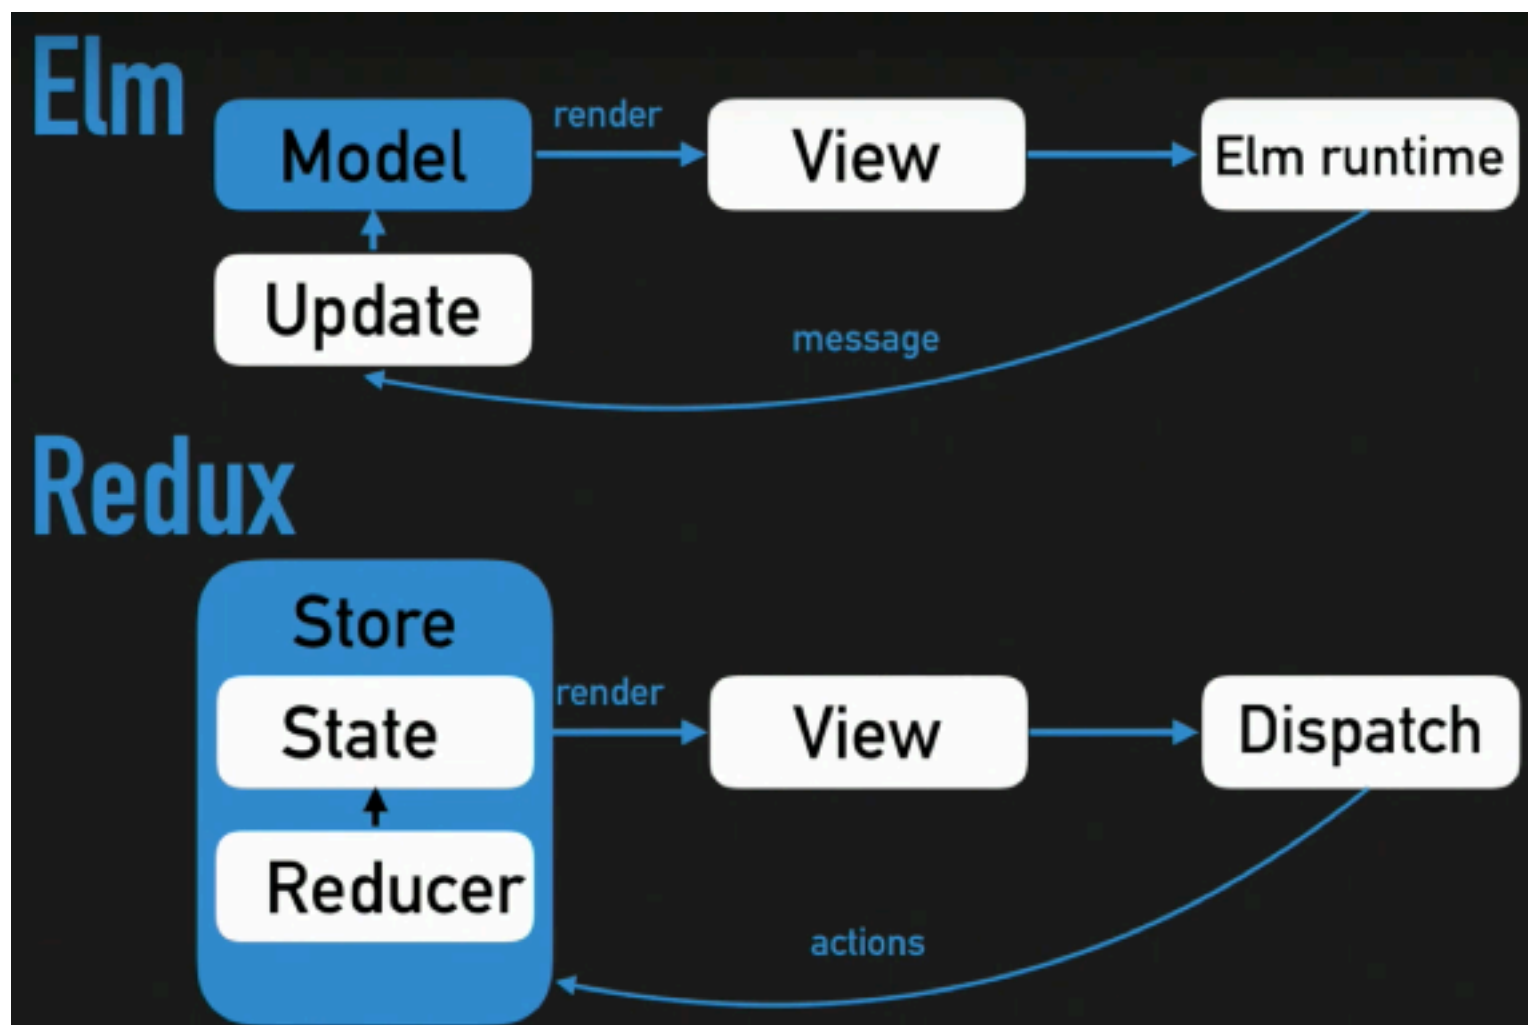 Elm
Model
render
View
Elm runtime
Update
message
Redux
Store
State
render
View
Dispatch
Reducer
actions